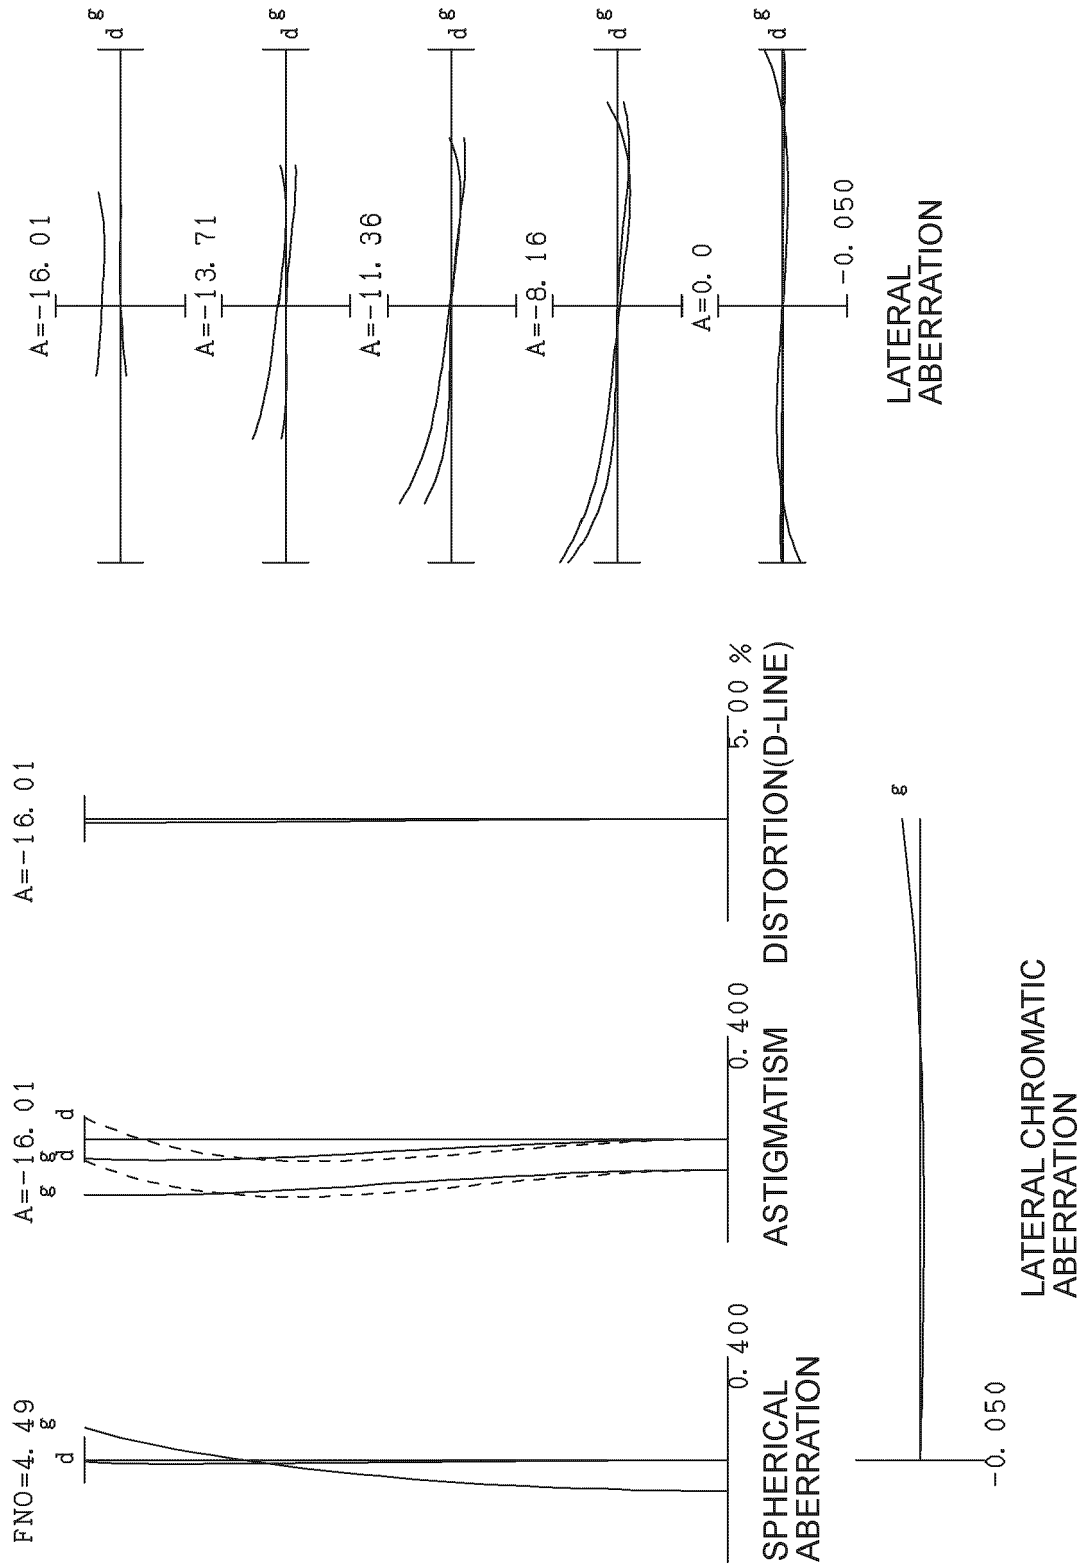 FNO=4. 49
d
g
0. 400
SPHERICAL
ABERRATION
A=-16. 01
g
g
d
d
0. 400
ASTIGMATISM
A=-16. 01
5. 00 %
DISTORTION(D-LINE)
g
-0. 050
LATERAL CHROMATIC
ABERRATION
A=-16. 01
g
d
A=-13. 71
g
d
A=-11. 36
g
d
A=-8. 16
g
d
A=0. 0
g
d
-0. 050
LATERAL
ABERRATION